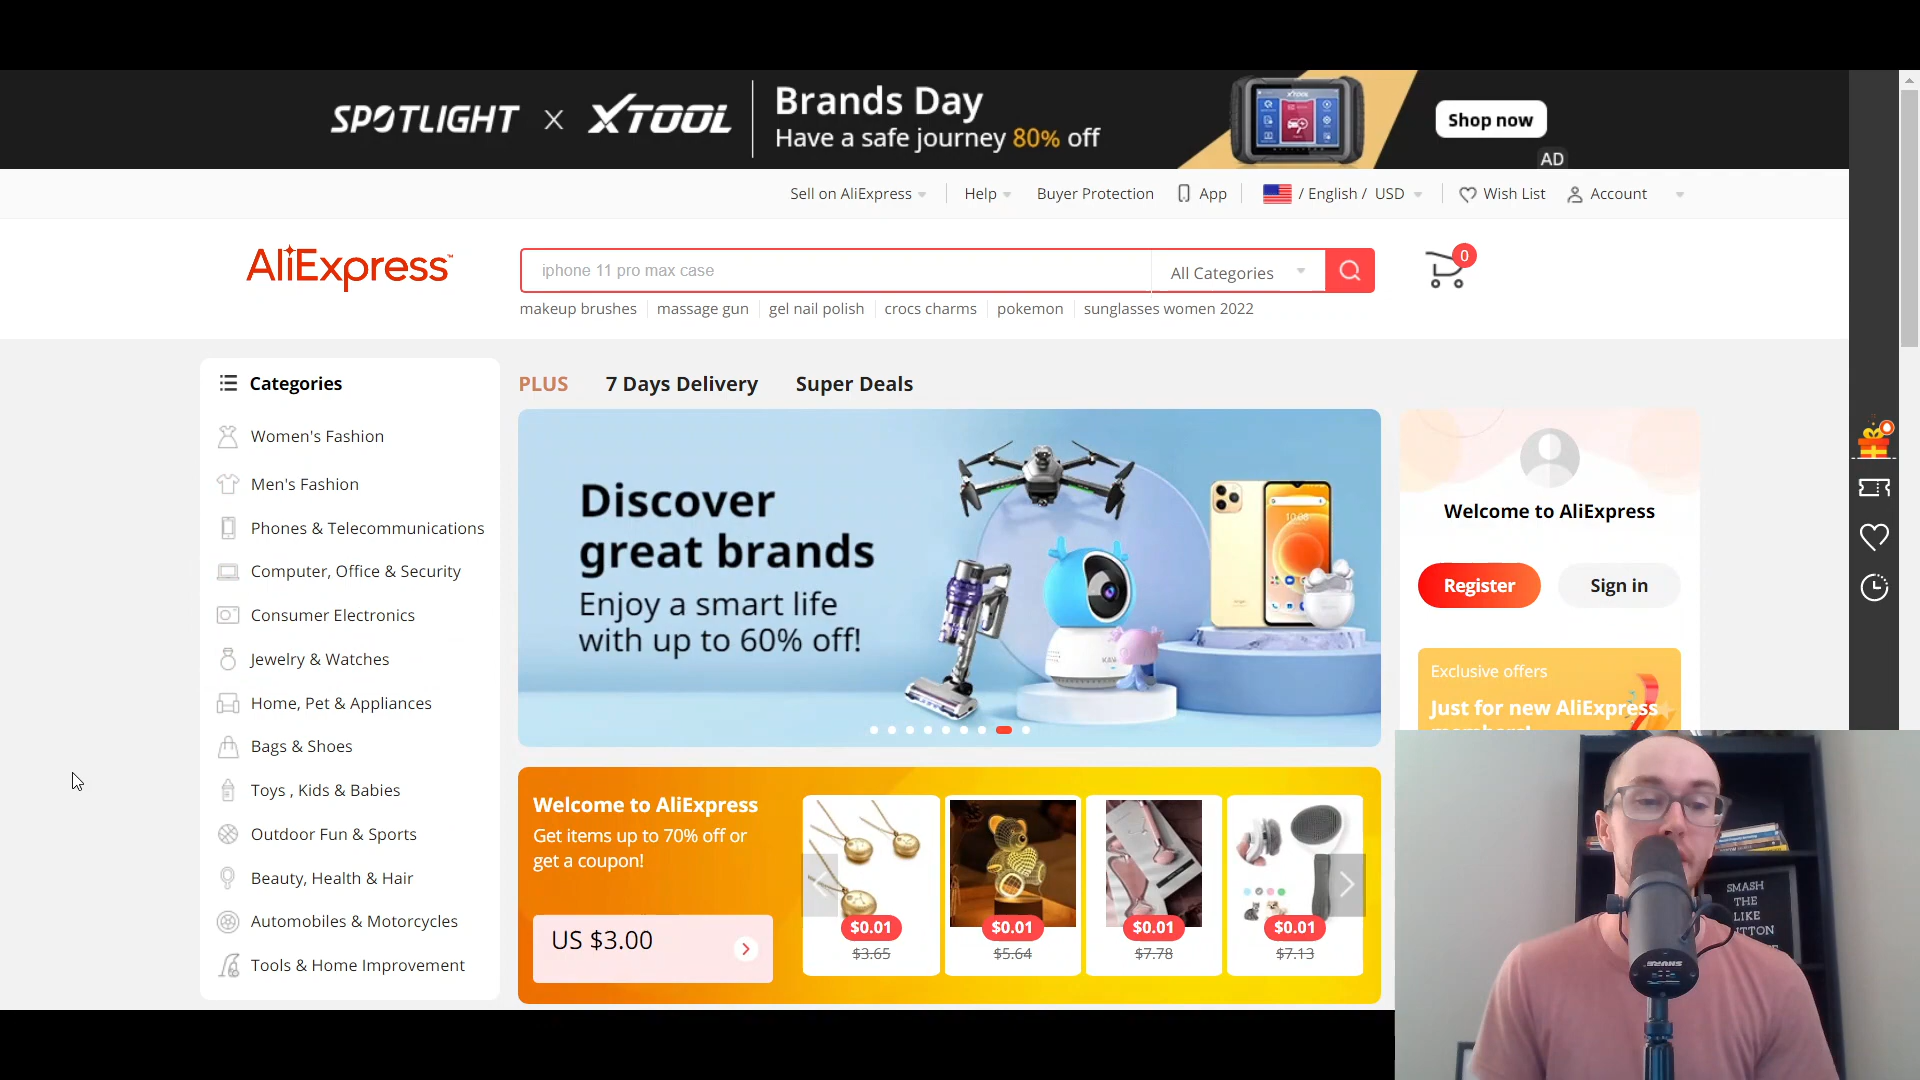 SPOTLIGHT X XTOOL
Brands Day
Have a safe journey 80% off
Shop now
AD
Sell on AliExpress
Help
Buyer Protection
App
/ English / USD
Wish List
Account
AliExpress™
iphone 11 pro max case
All Categories
0
makeup brushes
massage gun
gel nail polish
crocs charms
pokemon
sunglasses women 2022
Categories
Women's Fashion
Men's Fashion
Phones & Telecommunications
Computer, Office & Security
Consumer Electronics
Jewelry & Watches
Home, Pet & Appliances
Bags & Shoes
Toys , Kids & Babies
Outdoor Fun & Sports
Beauty, Health & Hair
Automobiles & Motorcycles
Tools & Home Improvement
PLUS
7 Days Delivery
Super Deals
Discover
great brands
Enjoy a smart life
with up to 60% off!
Welcome to AliExpress
Register
Sign in
Exclusive offers
Just for new AliExpress
Welcome to AliExpress
Get items up to 70% off or
get a coupon!
US $3.00
$0.01
$3.65
$0.01
$5.64
$0.01
$7.78
$0.01
$7.13
SMASH
THE
LIKE
SHURE